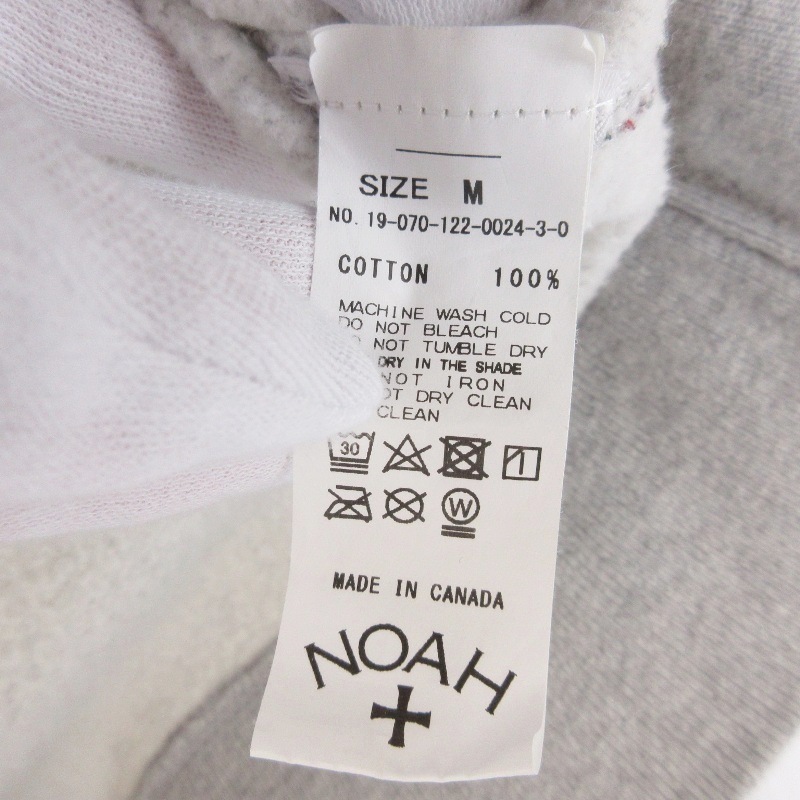 SIZE M
NO. 19-070-122-0024-3-0
COTTON 100%
MACHINE WASH COLD
DO NOT BLEACH
NOT TUMBLE DRY
DRY IN THE SHADE
NOT IRON
DRY CLEAN
CLEAN
30
W
MADE IN CANADA
NOAH